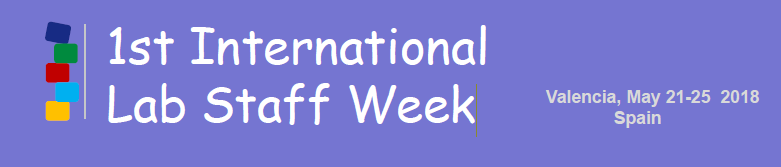 1st International
Lab Staff Week
Valencia, May 21-25  2018
Spain